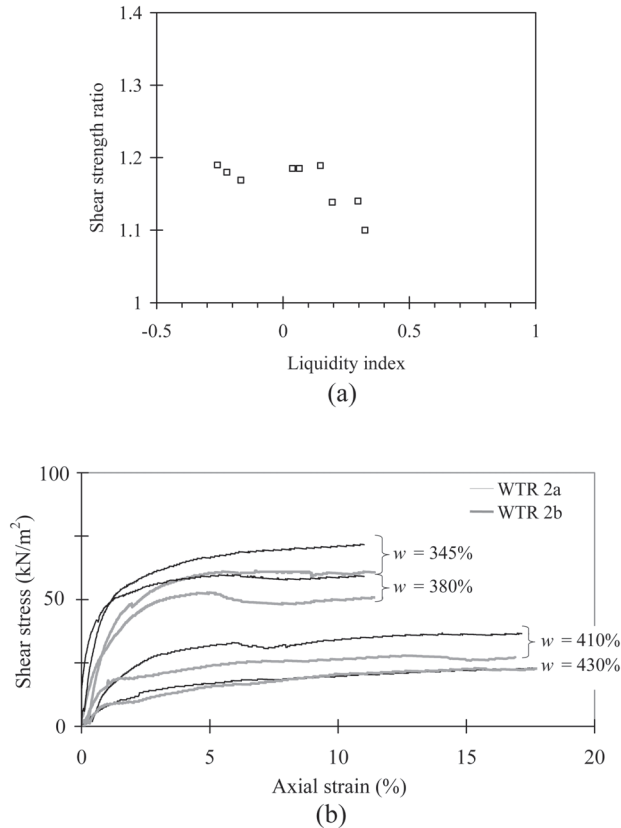 1.4
1.3
1.2
1.1
1
Shear strength ratio
-0.5
0
0.5
1
Liquidity index
(a)
100
50
0
Shear stress (kN/m²)
WTR 2a
WTR 2b
w = 345%
w = 380%
w = 410%
w = 430%
0
5
10
15
20
Axial strain (%)
(b)